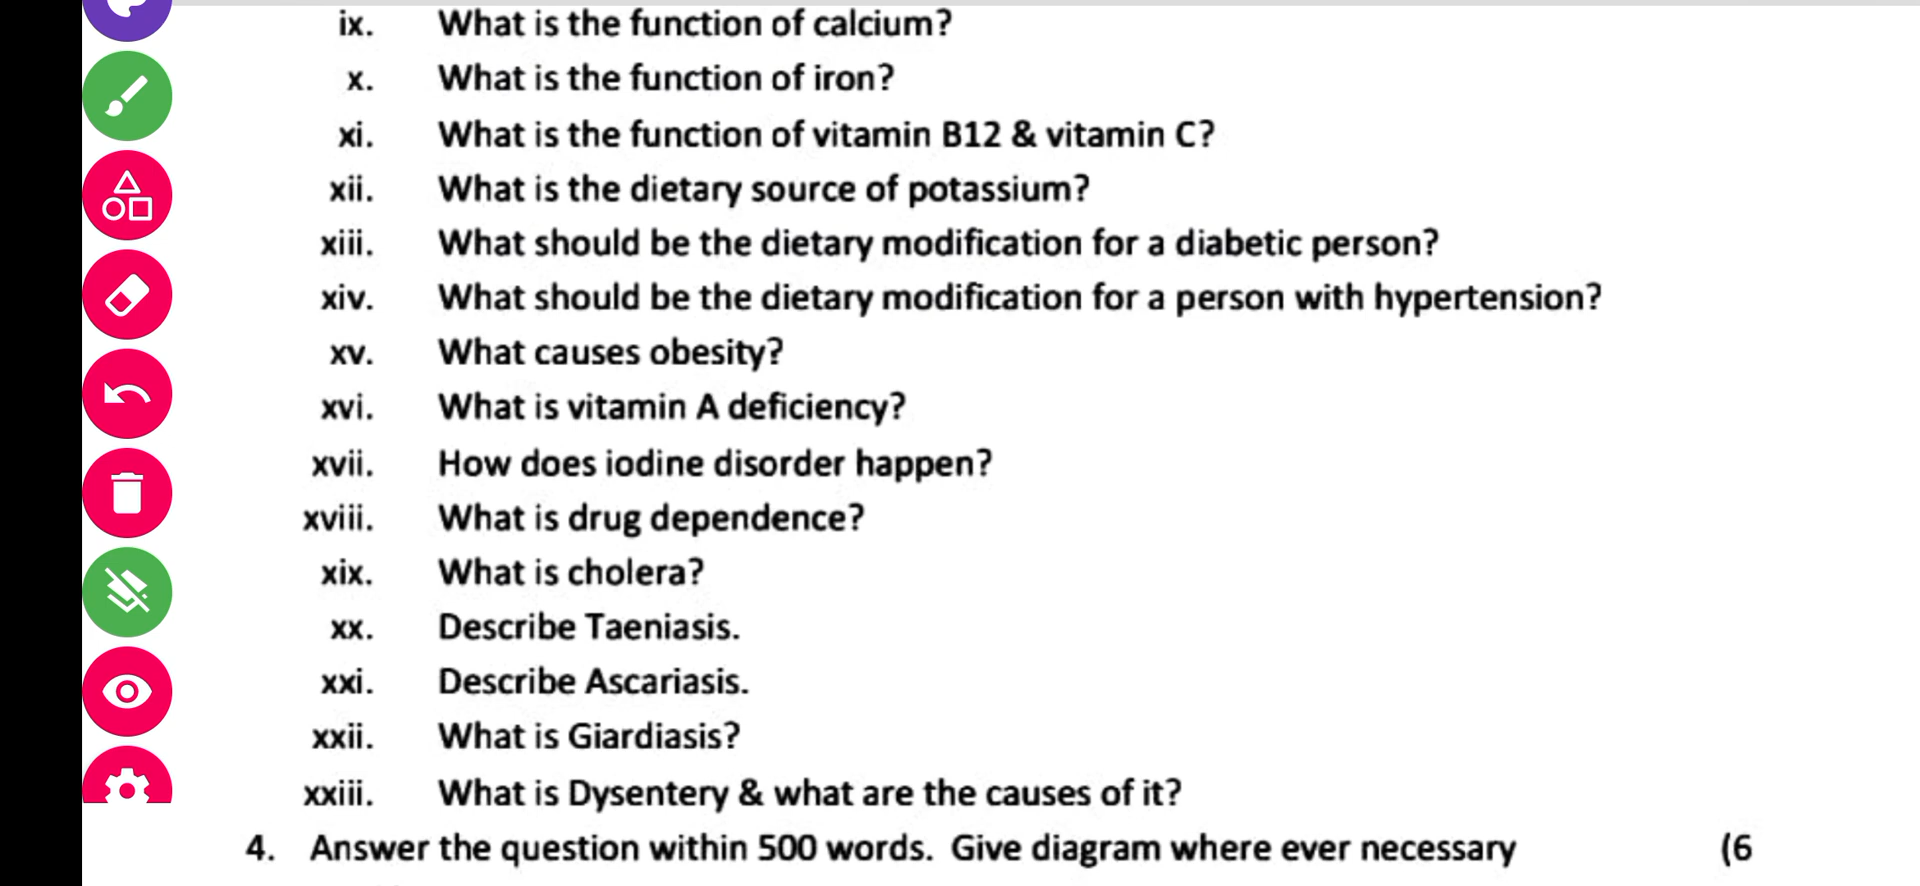 ix. What is the function of calcium?
x. What is the function of iron?
xi. What is the function of vitamin B12 & vitamin C?
xii. What is the dietary source of potassium?
xiii. What should be the dietary modification for a diabetic person?
xiv. What should be the dietary modification for a person with hypertension?
xv. What causes obesity?
xvi. What is vitamin A deficiency?
xvii. How does iodine disorder happen?
xviii. What is drug dependence?
xix. What is cholera?
xx. Describe Taeniasis.
xxi. Describe Ascariasis.
xxii. What is Giardiasis?
xxiii. What is Dysentery & what are the causes of it?
4. Answer the question within 500 words. Give diagram where ever necessary (6